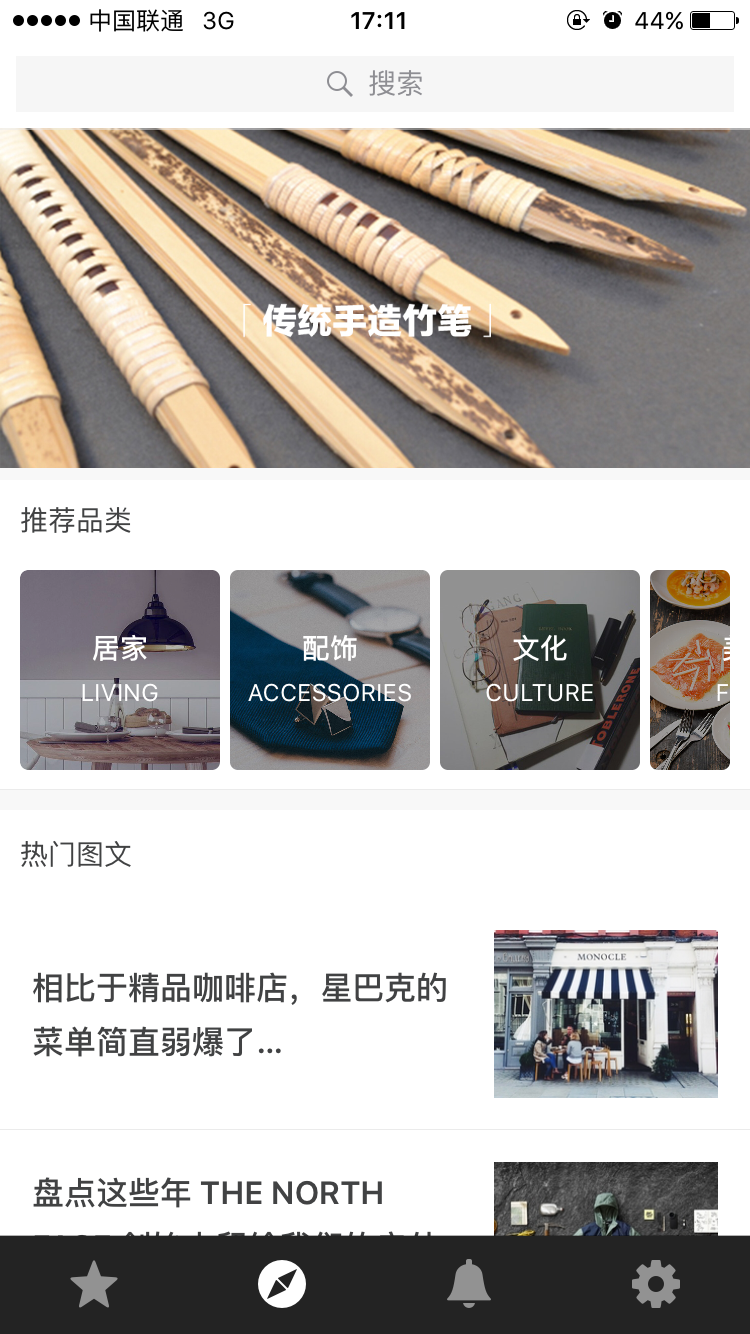 中国联通 3G 17:11 44%
搜索
「传统手造竹笔」
推荐品类
居家
LIVING
配饰
ACCESSORIES
文化
CULTURE
F
TOBLERONE
热门图文
MONOCLE
相比于精品咖啡店，星巴克的
菜单简直弱爆了...
盘点这些年 THE NORTH